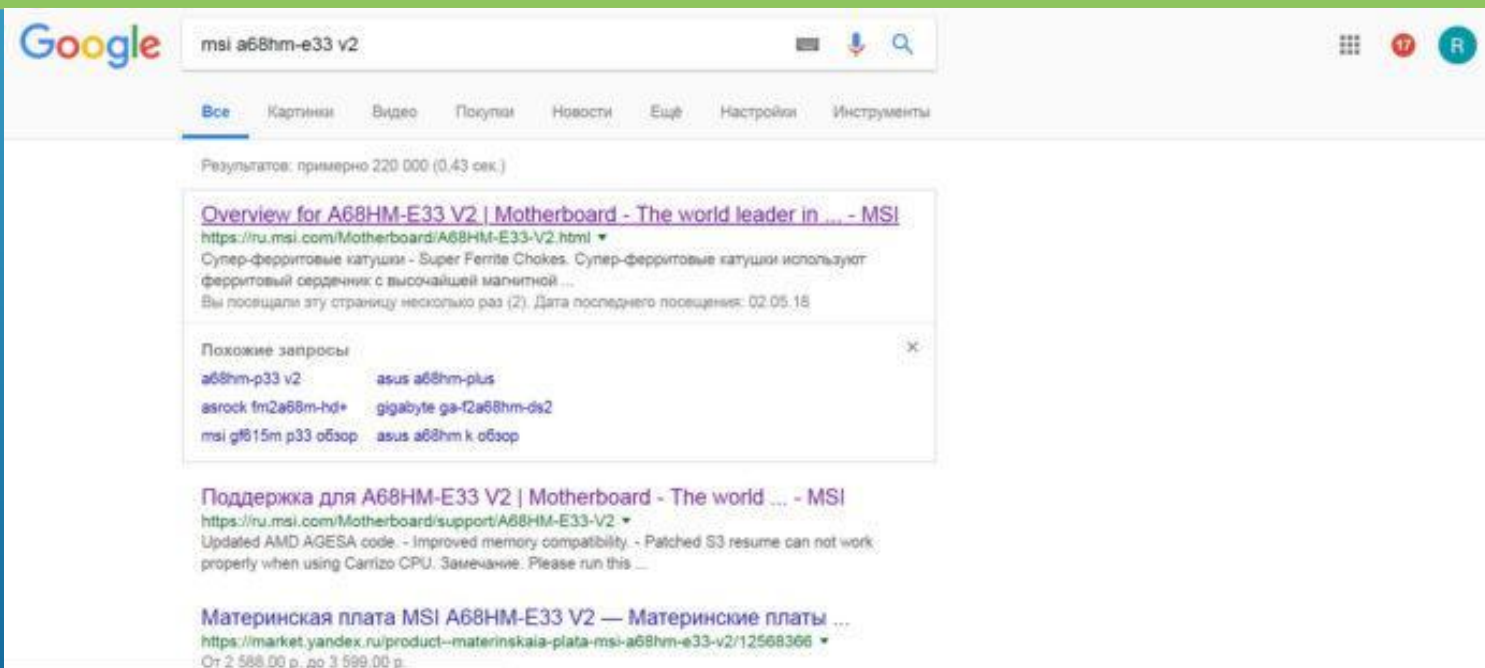 Google
msi a68hm-e33 v2
17
R
Все Картинки Видео Покупки Новости Ещё Настройки Инструменты
Результатов: примерно 220 000 (0,43 сек.)
Overview for A68HM-E33 V2 | Motherboard - The world leader in ... - MSI
https://ru.msi.com/Motherboard/A68HM-E33-V2.html
Супер-ферритовые катушки - Super Ferrite Chokes. Супер-ферритовые катушки используют
ферритовый сердечник с высочайшей магнитной ...
Вы посещали эту страницу несколько раз (2). Дата последнего посещения: 02.05.18
Похожие запросы
a68hm-p33 v2 asus a68hm-plus
asrock fm2a68m-hd+ gigabyte ga-f2a68hm-ds2
msi gf615m p33 обзор asus a68hm k обзор
Поддержка для A68HM-E33 V2 | Motherboard - The world ... - MSI
https://ru.msi.com/Motherboard/support/A68HM-E33-V2
Updated AMD AGESA code. - Improved memory compatibility. - Patched S3 resume can not work
properly when using Carrizo CPU. Замечание. Please run this ...
Материнская плата MSI A68HM-E33 V2 — Материнские платы ...
https://market.yandex.ru/product--materinskaia-plata-msi-a68hm-e33-v2/12568366
От 2 588,00 р. до 3 599,00 р.